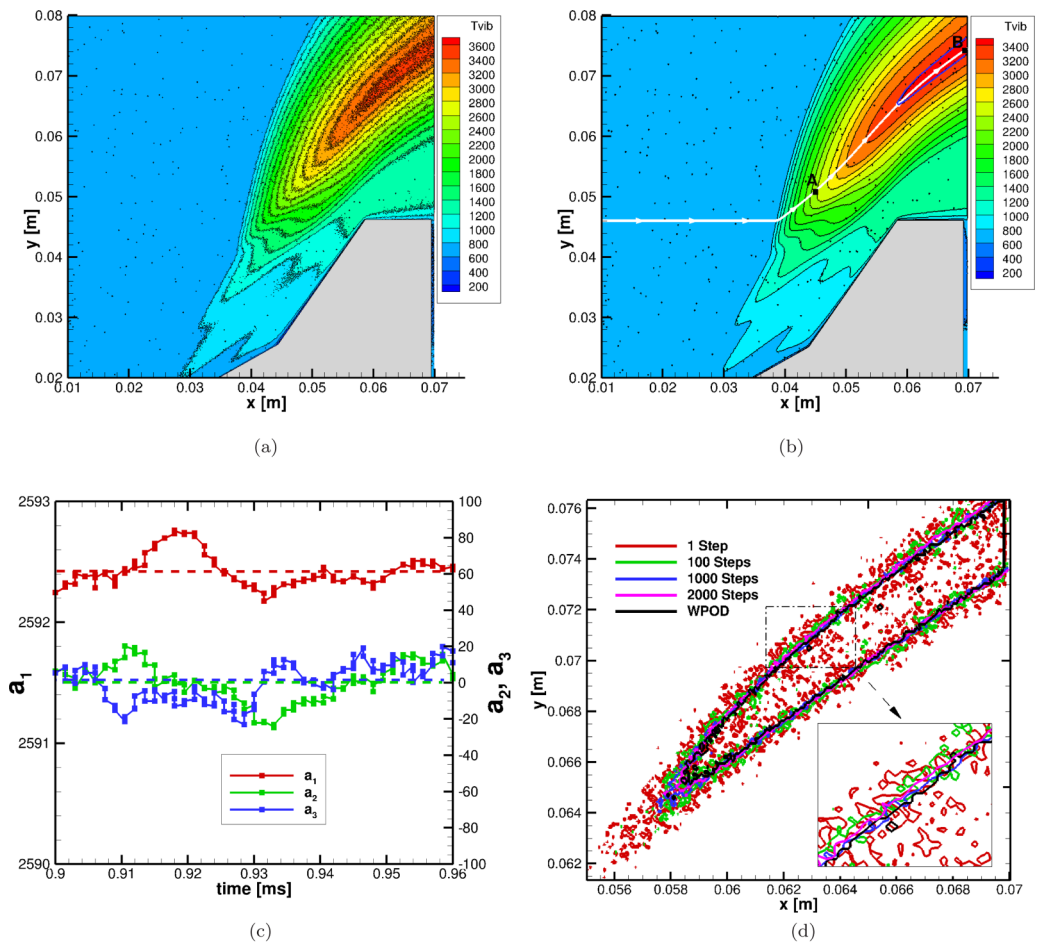 Tvib
3600
3400
3200
3000
2800
2600
2400
2200
2000
1800
1600
1400
1200
1000
800
600
400
200
0.08
0.07
0.06
0.05
0.04
0.03
0.02
y [m]
0.01 0.02 0.03 0.04 0.05 0.06 0.07
x [m]
(a)
Tvib
3400
3200
3000
2800
2600
2400
2200
2000
1800
1600
1400
1200
1000
800
600
400
200
B
A
0.08
0.07
0.06
0.05
0.04
0.03
0.02
y [m]
0.01 0.02 0.03 0.04 0.05 0.06 0.07
x [m]
(b)
2593
2592
2591
2590
a₁
100
80
60
40
20
0
-20
-40
-60
-80
-100
a₂, a₃
a₁
a₂
a₃
0.9 0.91 0.92 0.93 0.94 0.95 0.96
time [ms]
(c)
0.076
0.074
0.072
0.07
0.068
0.066
0.064
0.062
y [m]
1 Step
100 Steps
1000 Steps
2000 Steps
WPOD
0.056 0.058 0.06 0.062 0.064 0.066 0.068 0.07
x [m]
(d)